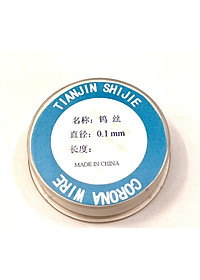 TIANJIN SHIJIE
名称：钨 丝
直径：0.1 mm
长度：
MADE IN CHINA
CORONA WIRE